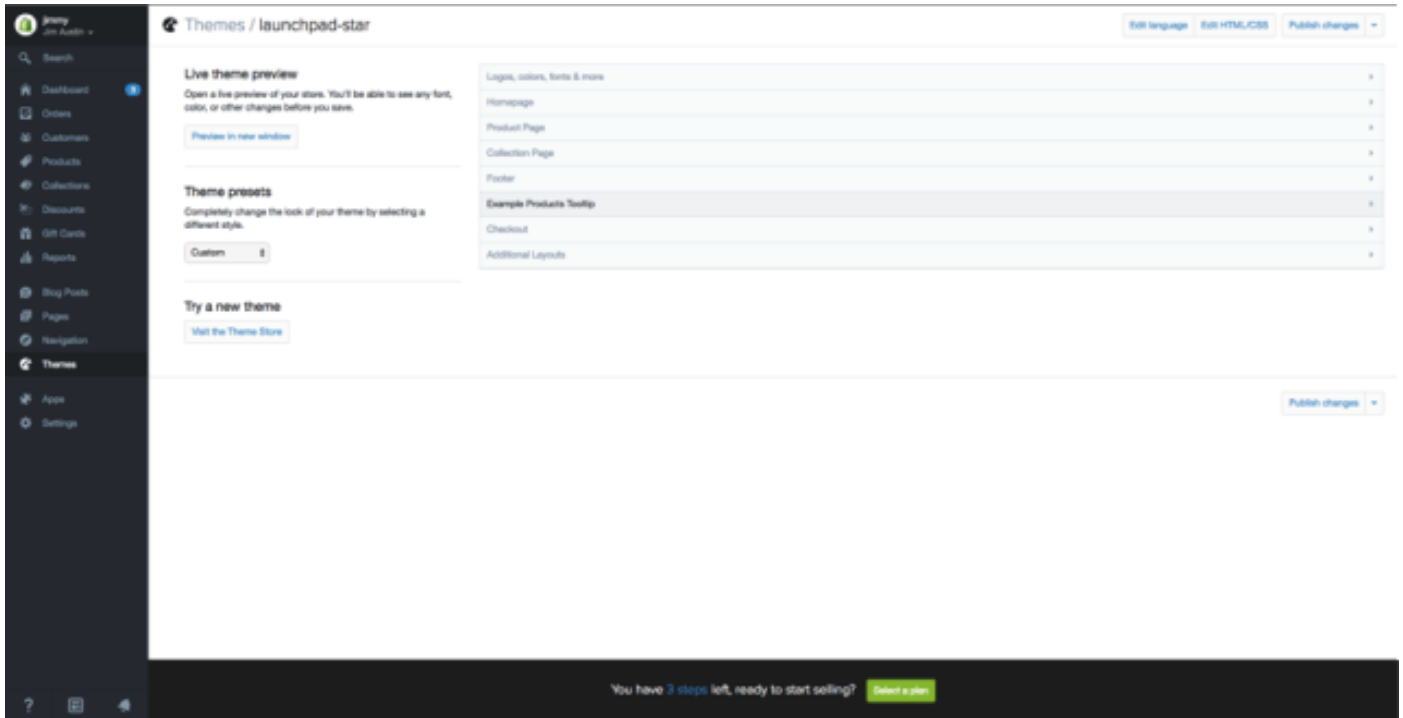 jimmy
Jim Austin
Search
Dashboard
Orders
Customers
Products
Collections
Discounts
Gift Cards
Reports
Blog Posts
Pages
Navigation
Themes
Apps
Settings
?
Themes / launchpad-star
Edit language
Edit HTML/CSS
Publish changes
Live theme preview
Open a live preview of your store. You'll be able to see any font,
color, or other changes before you save.
Preview in new window
Theme presets
Completely change the look of your theme by selecting a
different style.
Custom
Try a new theme
Visit the Theme Store
Logos, colors, fonts & more
Homepage
Product Page
Collection Page
Footer
Example Products Tooltip
Checkout
Additional Layouts
Publish changes
You have 3 steps left, ready to start selling?
Select a plan